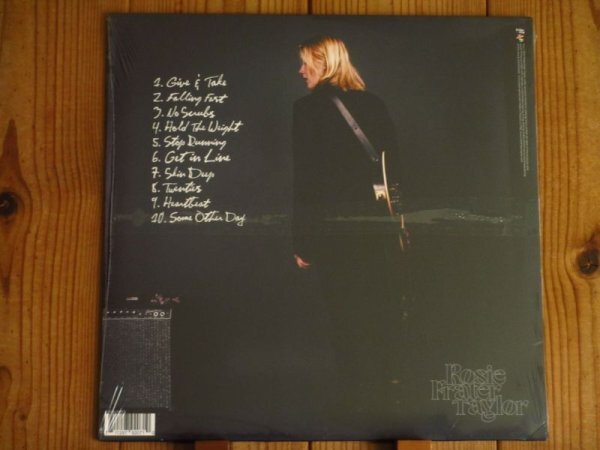 1. Give & Take
2. Falling Fast
3. No Scrubs
4. Hold The Weight
5. Stop Running
6. Get in Line
7. Skin Deep
8. Twenties
9. Heartbeat
10. Some Other Day
Rosie
Frater
Taylor